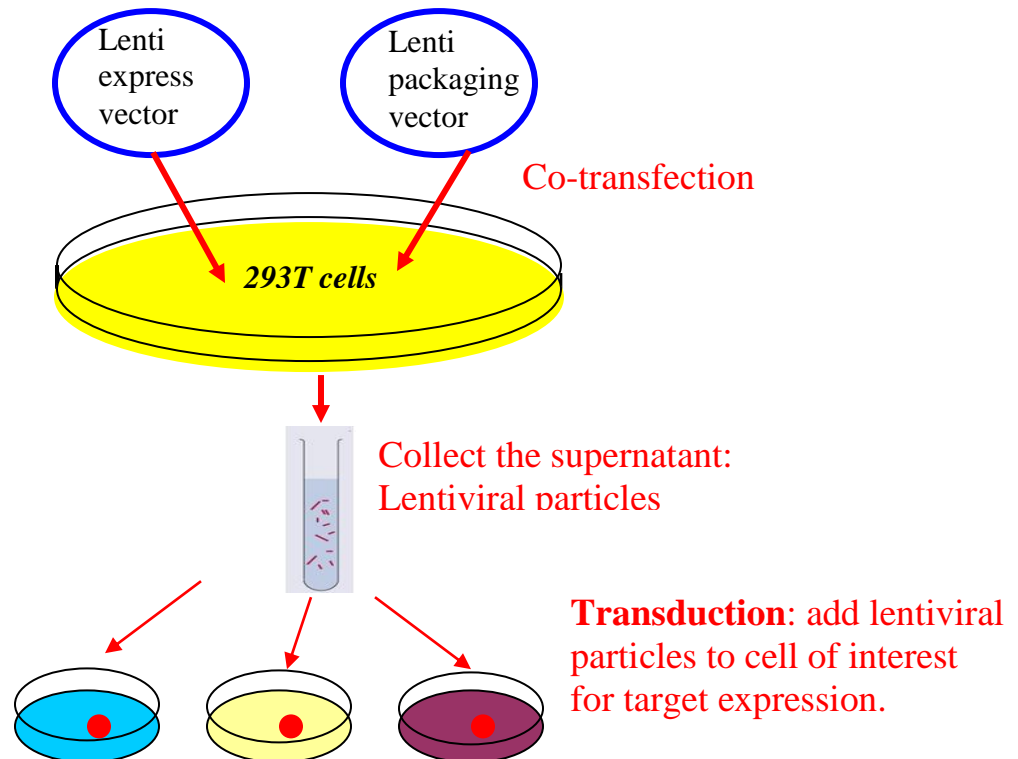 Lenti
express
vector
Lenti
packaging
vector
Co-transfection
293T cells
Collect the supernatant:
Lentiviral particles
Transduction: add lentiviral
particles to cell of interest
for target expression.